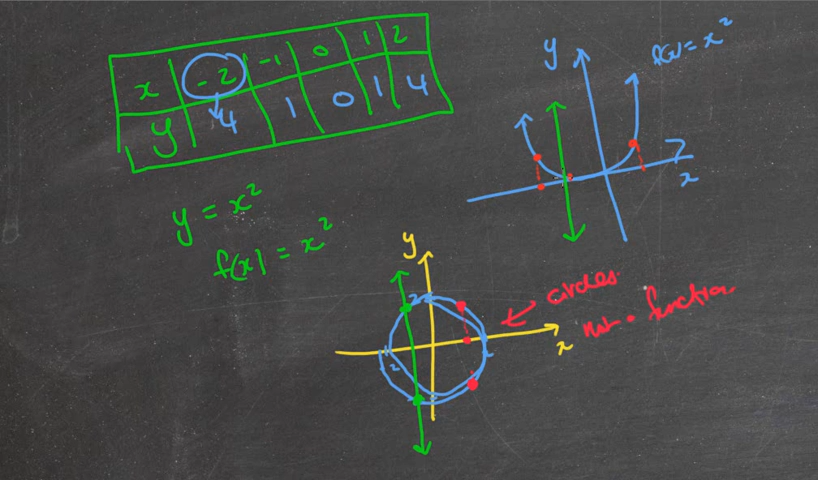 x -2 -1 0 1 2
y 4 1 0 1 4
y = x²
f(x) = x²
y
f(x) = x²
x
y
2
-2
x
circles
not a function